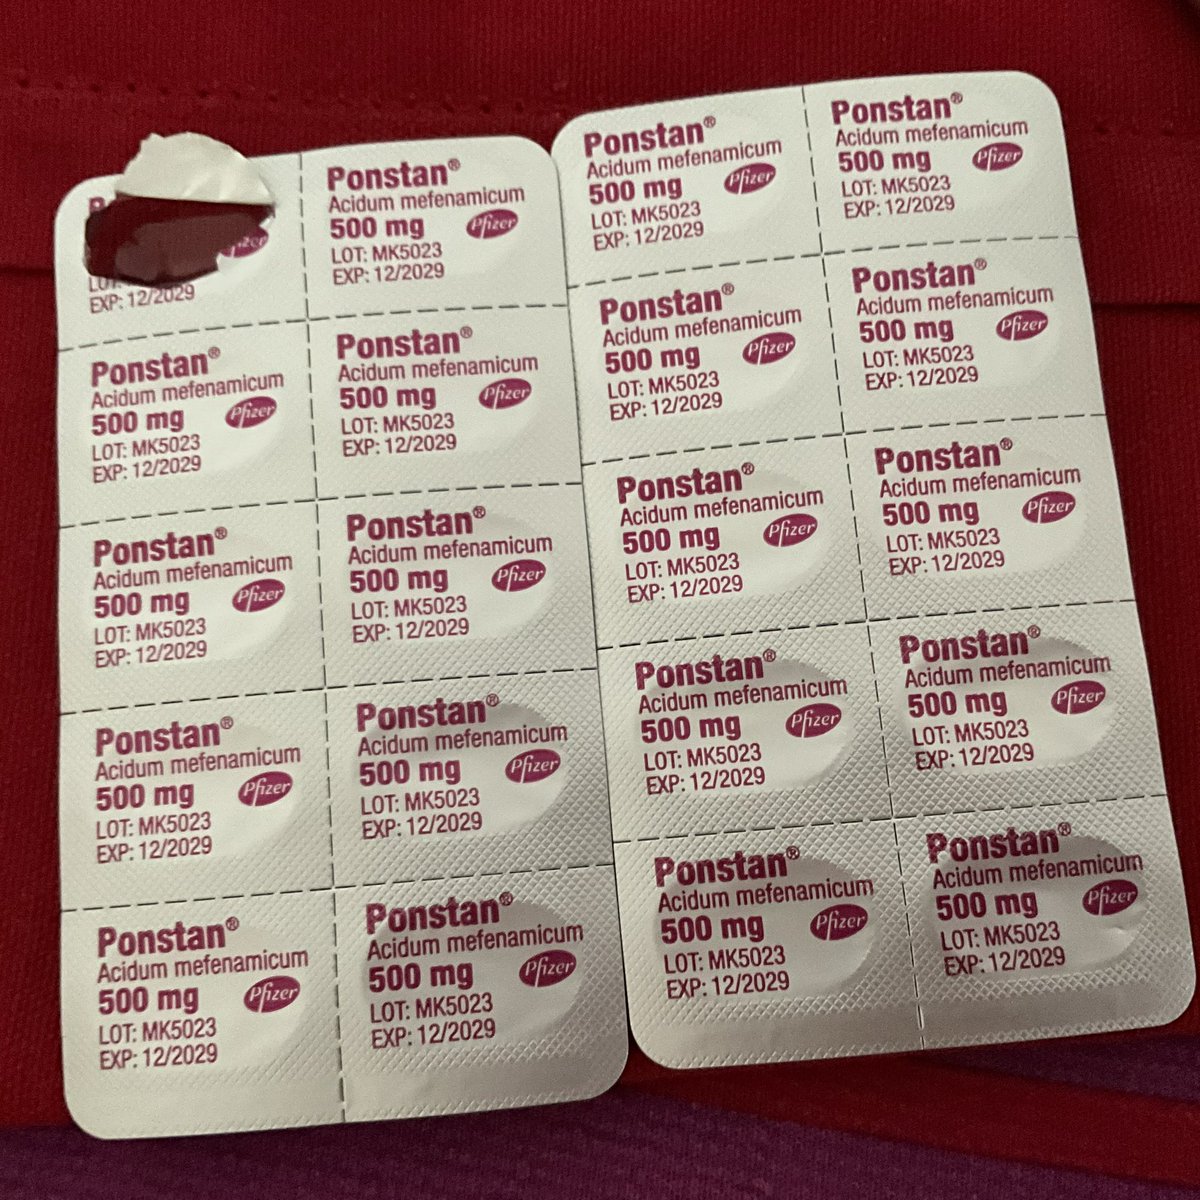 EXP: 12/2029
Ponstan®
Acidum mefenamicum
500 mg Pfizer
LOT: MK5023
EXP: 12/2029
Ponstan®
Acidum mefenamicum
500 mg Pfizer
LOT: MK5023
EXP: 12/2029
Ponstan®
Acidum mefenamicum
500 mg Pfizer
LOT: MK5023
EXP: 12/2029
Ponstan®
Acidum mefenamicum
500 mg Pfizer
LOT: MK5023
EXP: 12/2029
Ponstan®
Acidum mefenamicum
500 mg Pfizer
LOT: MK5023
EXP: 12/2029
Ponstan®
Acidum mefenamicum
500 mg Pfizer
LOT: MK5023
EXP: 12/2029
Ponstan®
Acidum mefenamicum
500 mg Pfizer
LOT: MK5023
EXP: 12/2029
Ponstan®
Acidum mefenamicum
500 mg Pfizer
LOT: MK5023
EXP: 12/2029
Ponstan®
Acidum mefenamicum
500 mg Pfizer
LOT: MK5023
EXP: 12/2029
Ponstan®
Acidum mefenamicum
500 mg Pfizer
LOT: MK5023
EXP: 12/2029
Ponstan®
Acidum mefenamicum
500 mg Pfizer
LOT: MK5023
EXP: 12/2029
Ponstan®
Acidum mefenamicum
500 mg Pfizer
LOT: MK5023
EXP: 12/2029
Ponstan®
Acidum mefenamicum
500 mg Pfizer
LOT: MK5023
EXP: 12/2029
Ponstan®
Acidum mefenamicum
500 mg Pfizer
LOT: MK5023
EXP: 12/2029
Ponstan®
Acidum mefenamicum
500 mg Pfizer
LOT: MK5023
EXP: 12/2029
Ponstan®
Acidum mefenamicum
500 mg Pfizer
LOT: MK5023
EXP: 12/2029
Ponstan®
Acidum mefenamicum
500 mg Pfizer
LOT: MK5023
EXP: 12/2029
Ponstan®
Acidum mefenamicum
500 mg Pfizer
LOT: MK5023
EXP: 12/2029
Ponstan®
Acidum mefenamicum
500 mg Pfizer
LOT: MK5023
EXP: 12/2029